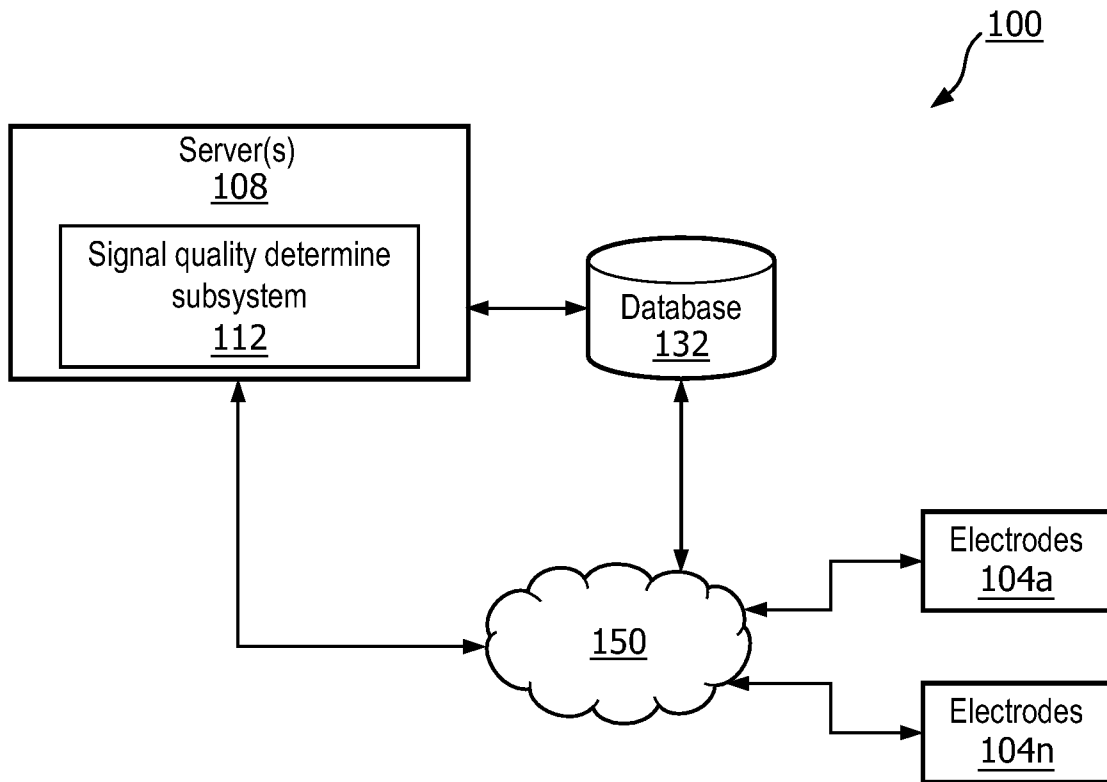 100
Server(s)
108
Signal quality determine
subsystem
112
Database
132
150
Electrodes
104a
Electrodes
104n